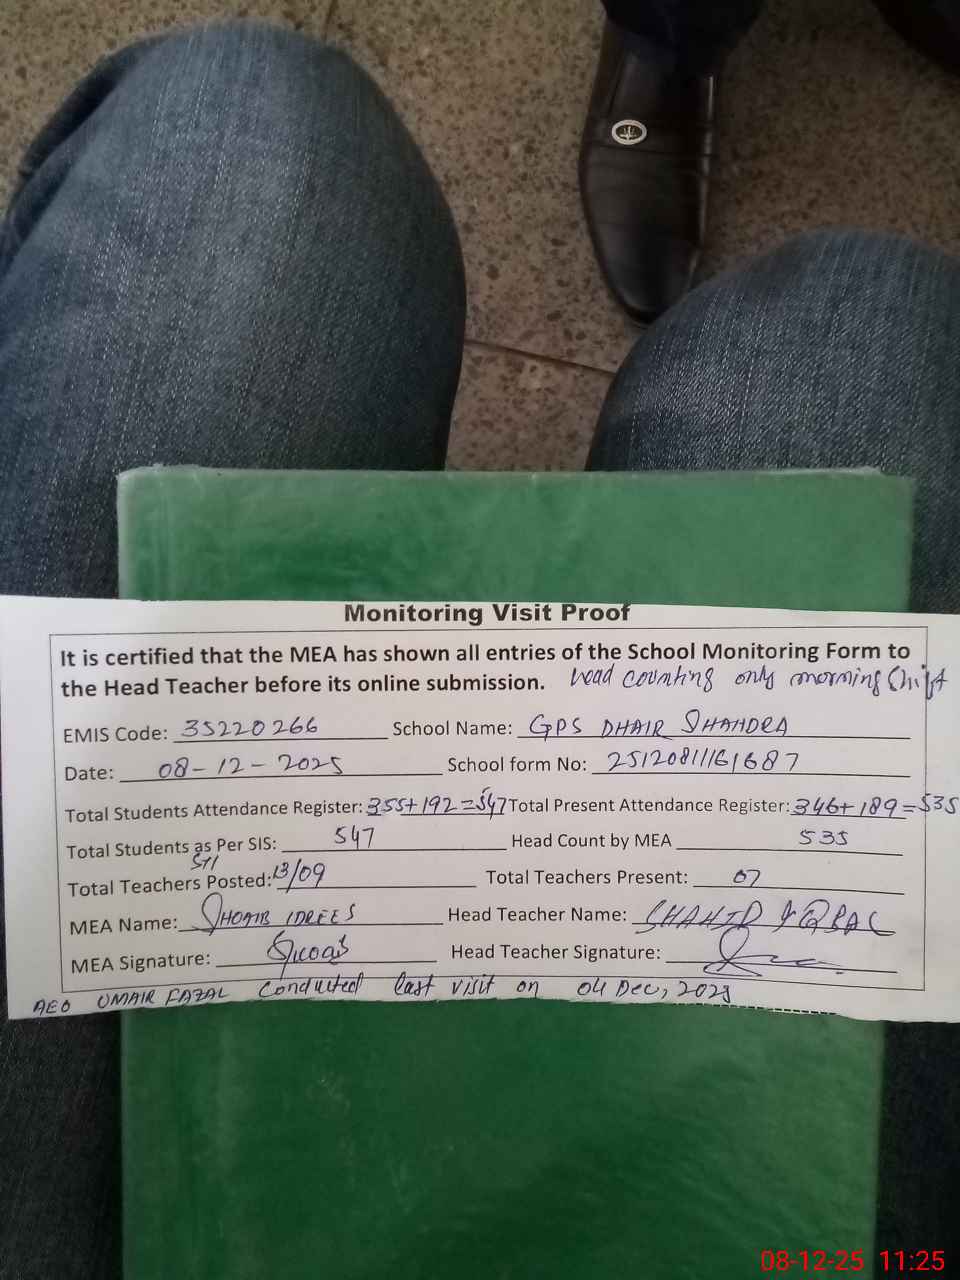 Monitoring Visit Proof
It is certified that the MEA has shown all entries of the School Monitoring Form to
the Head Teacher before its online submission. head counting only morning Shift
EMIS Code: 35220266 School Name: GPS DHAIR SHAHDRA
Date: 08-12-2025 School form No: 25120811161687
Total Students Attendance Register: 355+192=547 Total Present Attendance Register: 346+189=535
Total Students as Per SIS: 547 Head Count by MEA 535
STI
Total Teachers Posted: 13/09 Total Teachers Present: 07
MEA Name: SHOAIB IDREES Head Teacher Name: SHAHID IQBAL
MEA Signature: Head Teacher Signature:
AEO UMAIR FAZAL Conducted last visit on 04 Dec, 2025
08-12-25 11:25